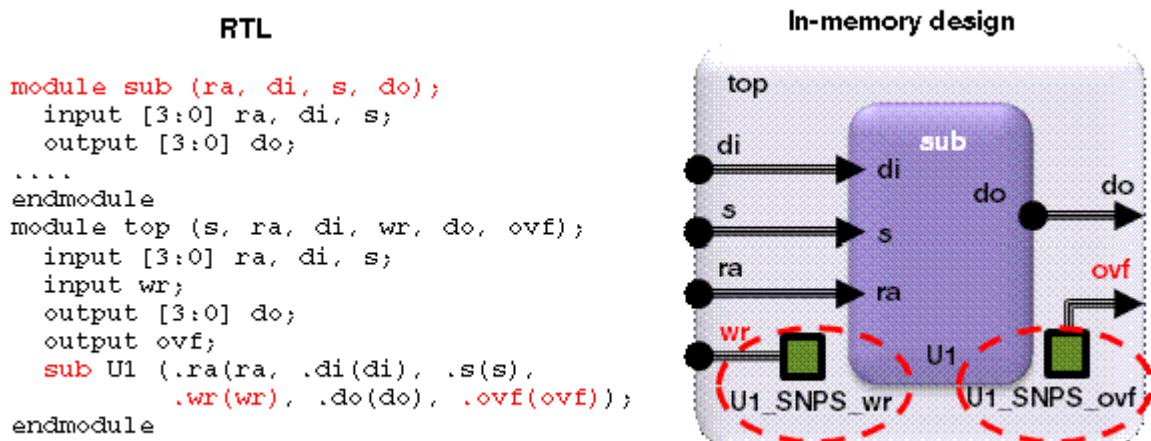 RTL
module sub (ra, di, s, do);
input [3:0] ra, di, s;
output [3:0] do;
....
endmodule
module top (s, ra, di, wr, do, ovf);
input [3:0] ra, di, s;
input wr;
output [3:0] do;
output ovf;
sub U1 (.ra(ra, .di(di), .s(s),
.wr(wr), .do(do), .ovf(ovf));
endmodule
In-memory design
top
sub
di
di
do
do
s
s
ra
ra
ovf
wr
U1
U1_SNPS_wr
U1_SNPS_ovf